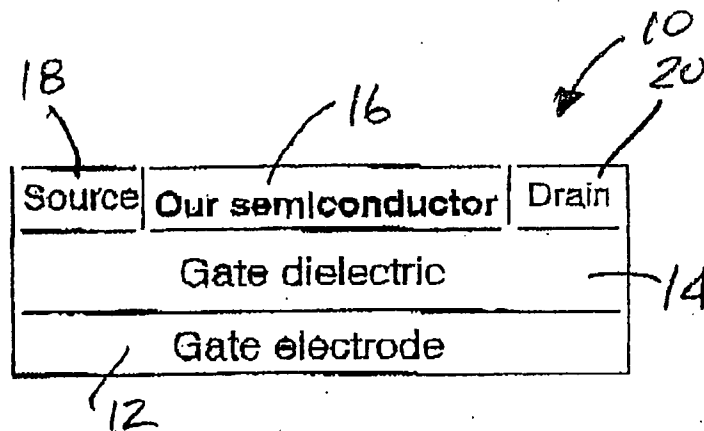 10
18 16 20
Source Our semiconductor Drain
Gate dielectric
14
Gate electrode
12